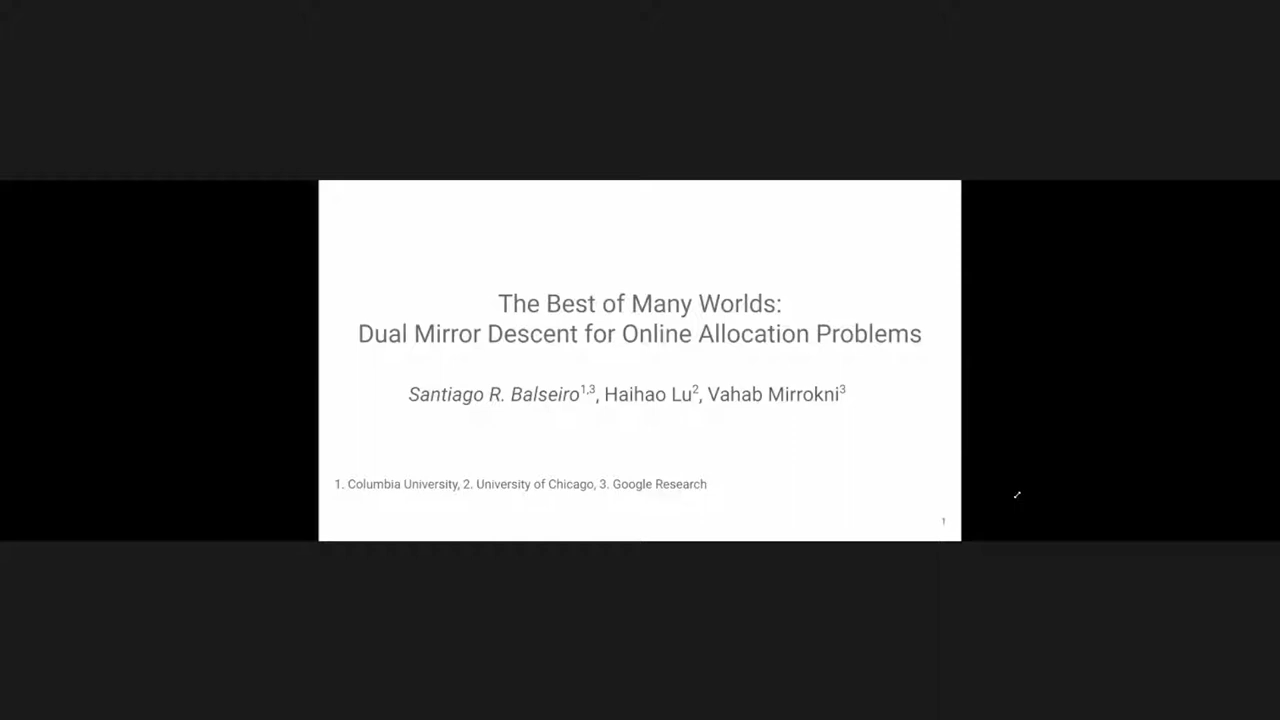 The Best of Many Worlds:
Dual Mirror Descent for Online Allocation Problems
Santiago R. Balseiro1,3, Haihao Lu2, Vahab Mirrokni3
1. Columbia University, 2. University of Chicago, 3. Google Research
1